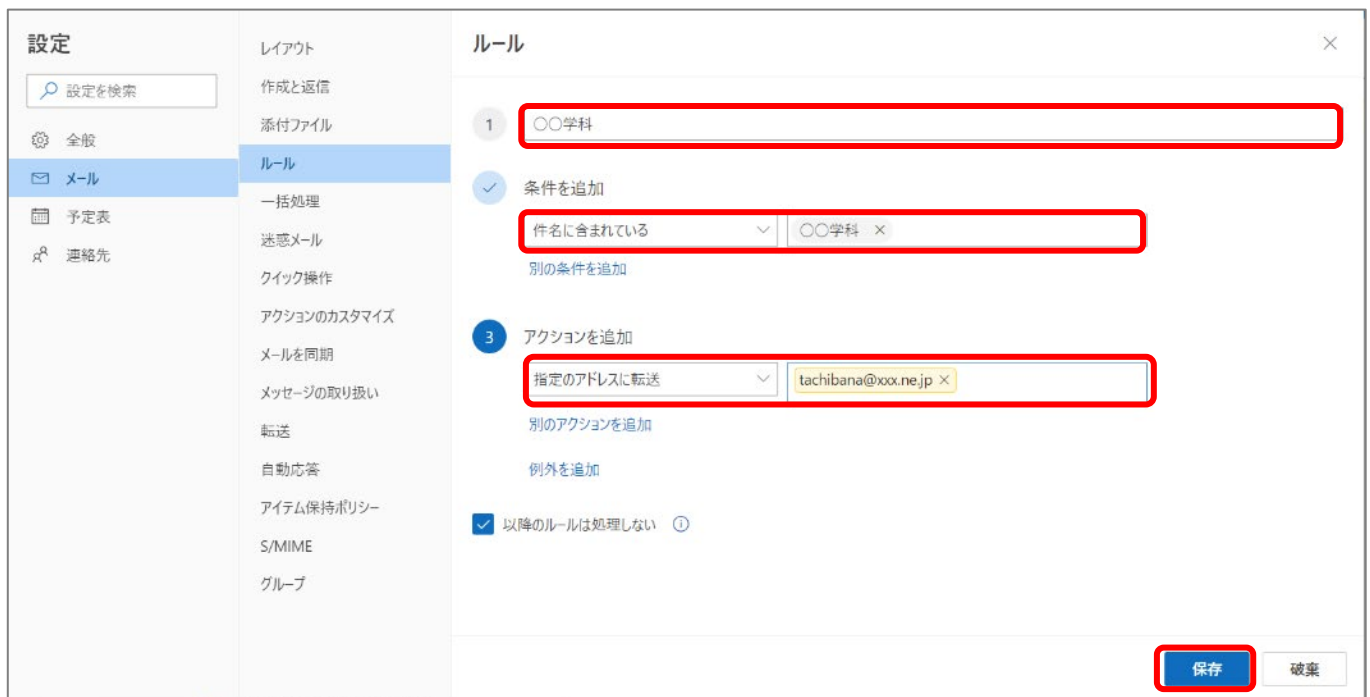 設定
設定を検索
全般
メール
予定表
連絡先
レイアウト
作成と返信
添付ファイル
ルール
一括処理
迷惑メール
クイック操作
アクションのカスタマイズ
メールを同期
メッセージの取り扱い
転送
自動応答
アイテム保持ポリシー
S/MIME
グループ
ルール
1 〇〇学科
条件を追加
件名に含まれている 〇〇学科
別の条件を追加
3 アクションを追加
指定のアドレスに転送 tachibana@xxx.ne.jp
別のアクションを追加
例外を追加
以降のルールは処理しない
保存 破棄